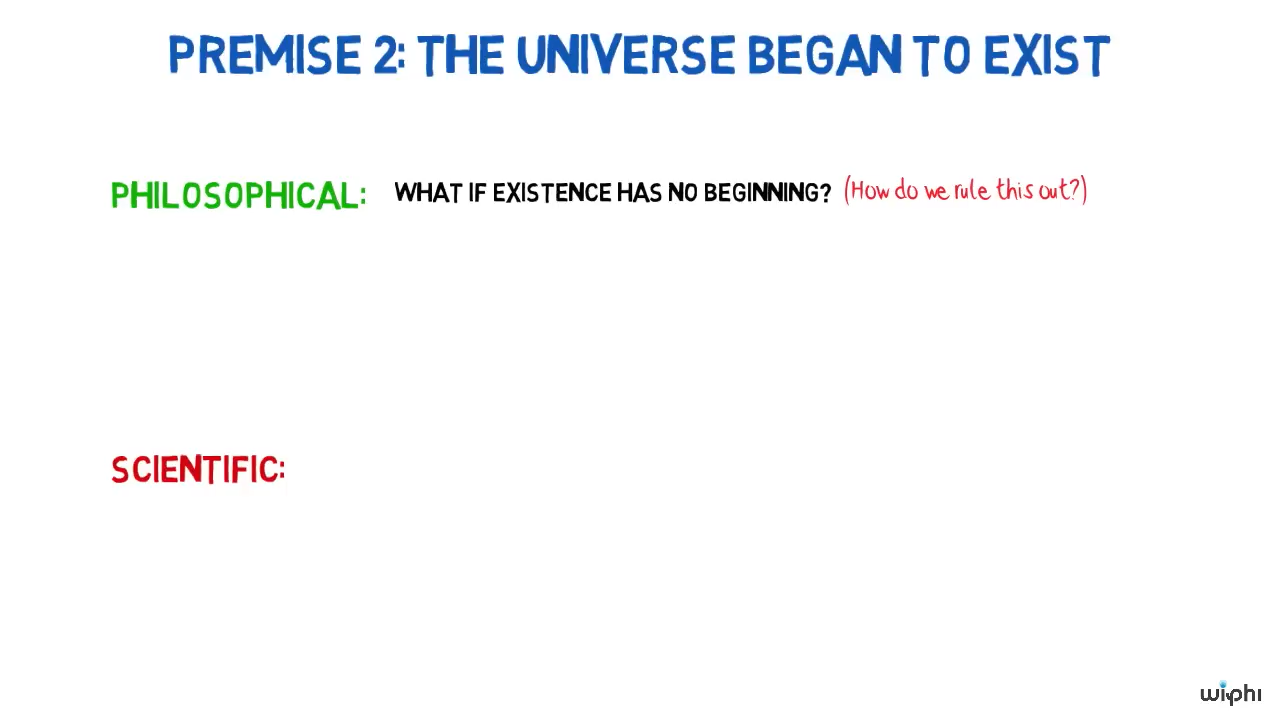 PREMISE 2: THE UNIVERSE BEGAN TO EXIST
PHILOSOPHICAL: WHAT IF EXISTENCE HAS NO BEGINNING? (How do we rule this out?)
SCIENTIFIC:
wiphi